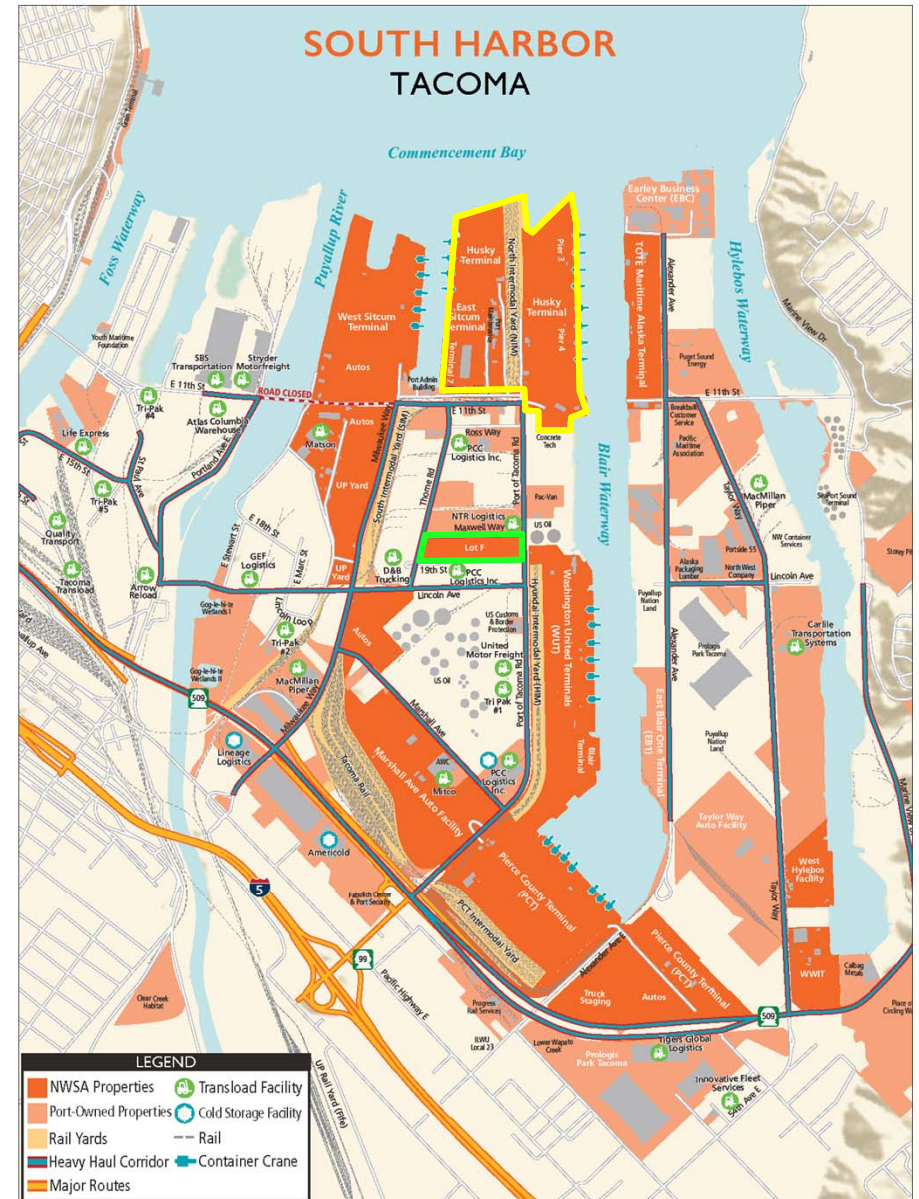 SOUTH HARBOR
TACOMA
Commencement Bay
Grain Terminal
Foss Waterway
Puyallup River
Hylebos Waterway
Blair Waterway
Marine View Dr
Earley Business
Center (EBC)
Husky
Terminal
North Intermodal Yard (NIM)
Pier 3
Husky
Terminal
Pier 4
East
Sitcum
Terminal
Terminal 7
West Sitcum
Terminal
Autos
TOTE Maritime Alaska Terminal
Alexander Ave
Puget Sound
Energy
Youth Maritime
Foundation
SBS
Transportation
Stryder
Motorfreight
E 11th St
ROAD CLOSED
Port Admin
Building
E 11th St
E 11th St
Tri-Pak
#4
Atlas Columbia
Warehouse
Life Express
E 15th St
Tri-Pak
#5
St Paul Ave
Portland Ave E
Matson
Autos
Milwaukee Way
South Intermodal Yard (SIM)
UP Yard
Thorne Rd
Ross Way
PCC
Logistics Inc.
Port of Tacoma Rd
Concrete
Tech
Pac-Van
NTR Logistics
Maxwell Way
US Oil
Lot F
Breakbulk
Customer
Service
Pacific
Maritime
Association
Taylor Way
MacMillan
Piper
SeaPort Sound
Terminal
NW Container
Services
Portside 55
Alaska
Packaging
Lumber
North West
Company
Lincoln Ave
Quality
Transport
Tacoma
Transload
Arrow
Reload
E 18th St
E Stewart St
E Marc St
GEF
Logistics
UP
Yard
D&B
Trucking
19th St
PCC
Logistics Inc.
Lincoln Ave
Hyundai Intermodal Yard (HIM)
Washington United Terminals
(WUT)
Puyallup
Nation
Land
Gog-le-hi-te
Wetlands I
Lincoln Loop
Tri-Pak
#2
Autos
US Customs
& Border
Protection
United
Motor Freight
US Oil
Tri Pak
#1
Port of Tacoma Rd
Alexander Ave
Prologis
Park Tacoma
Carlile
Transportation
Systems
Puyallup Ave
Gog-le-hi-te
Wetlands II
MacMillan
Piper
Milwaukee Way
509
Marshall Ave
East Blair One Terminal
(EB1)
Puyallup
Nation
Land
Lineage
Logistics
Tacoma Rail
Marshall Ave Auto Facility
AWC
Mitco
PCC
Logistics
Inc.
Blair
Terminal
Taylor Way
Auto Facility
Americold
Fabulich Center
& Port Security
5
99
Pacific Highway E
Pierce County Terminal
(PCT)
PCT Intermodal Yard
Alexander Ave E
Pierce County Terminal
(PCT)
West
Hylebos
Facility
Taylor Way
WWIT
Calbag
Metals
Clear Creek
Habitat
Truck
Staging
Autos
509
Progress
Rail Services
ILWU
Local 23
Lower Wapato
Creek
Prologis
Park Tacoma
Tigers Global
Logistics
Innovative Fleet
Services
54th Ave E
UP Rail Yard (Fife)
LEGEND
NWSA Properties
Transload Facility
Port-Owned Properties
Cold Storage Facility
Rail Yards
Rail
Heavy Haul Corridor
Container Crane
Major Routes